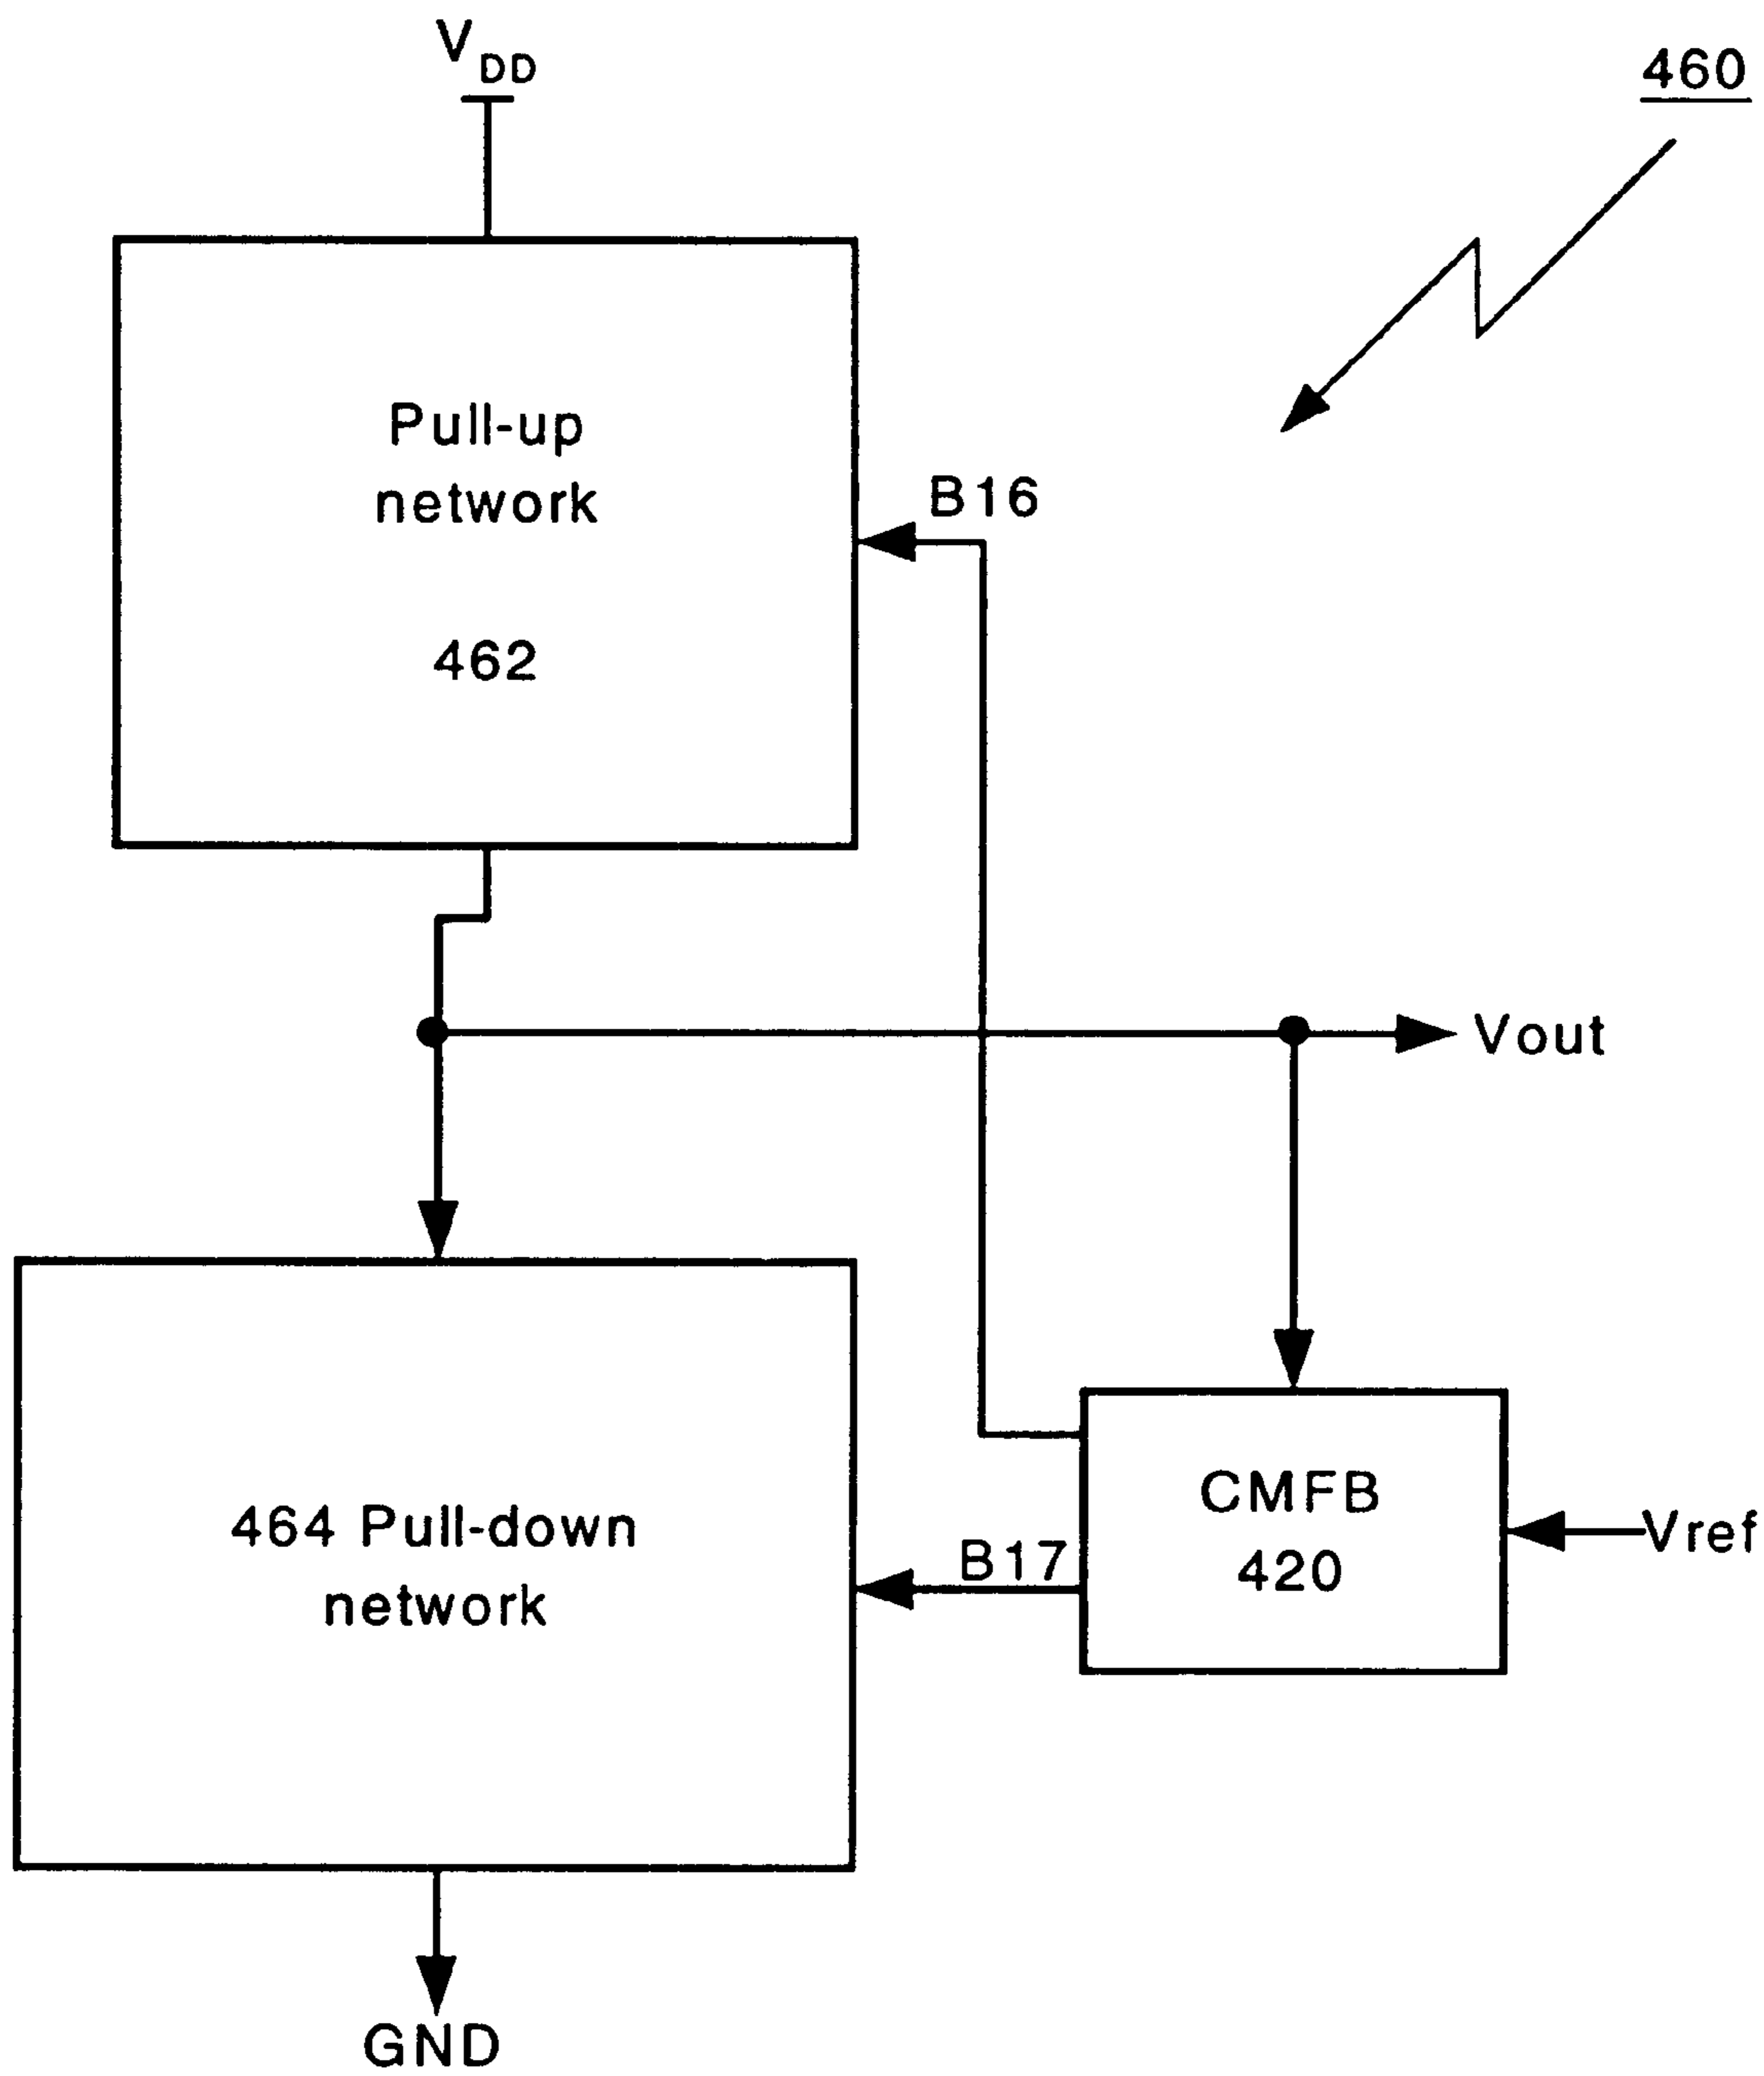 VDD
460
Pull-up
network
462
B16
Vout
CMFB
420
Vref
464 Pull-down
network
B17
GND